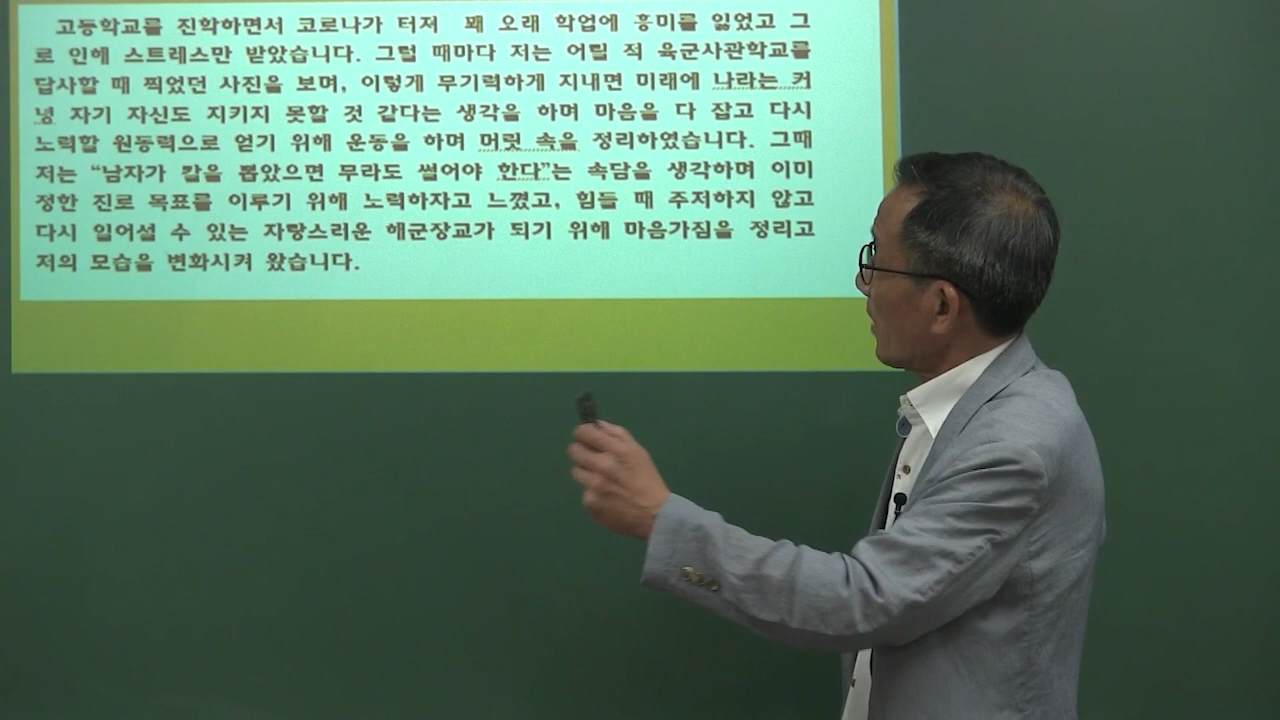 고등학교를 진학하면서 코로나가 터져 꽤 오래 학업에 흥미를 잃었고 그
로 인해 스트레스만 받았습니다. 그럴 때마다 저는 어릴 적 육군사관학교를
답사할 때 찍었던 사진을 보며, 이렇게 무기력하게 지내면 미래에 나라는 커
녕 자기 자신도 지키지 못할 것 같다는 생각을 하며 마음을 다 잡고 다시
노력할 원동력으로 얻기 위해 운동을 하며 머릿 속을 정리하였습니다. 그때
저는 “남자가 칼을 뽑았으면 무라도 썰어야 한다”는 속담을 생각하며 이미
정한 진로 목표를 이루기 위해 노력하자고 느꼈고, 힘들 때 주저하지 않고
다시 일어설 수 있는 자랑스러운 해군장교가 되기 위해 마음가짐을 정리고
저의 모습을 변화시켜 왔습니다.